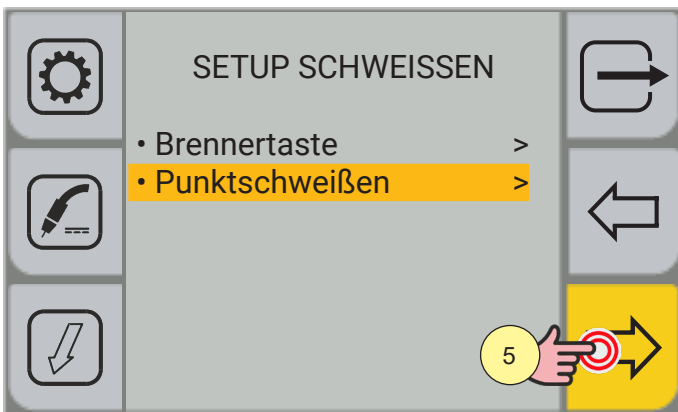 SETUP SCHWEISSEN
• Brennertaste >
• Punktschweißen >
5